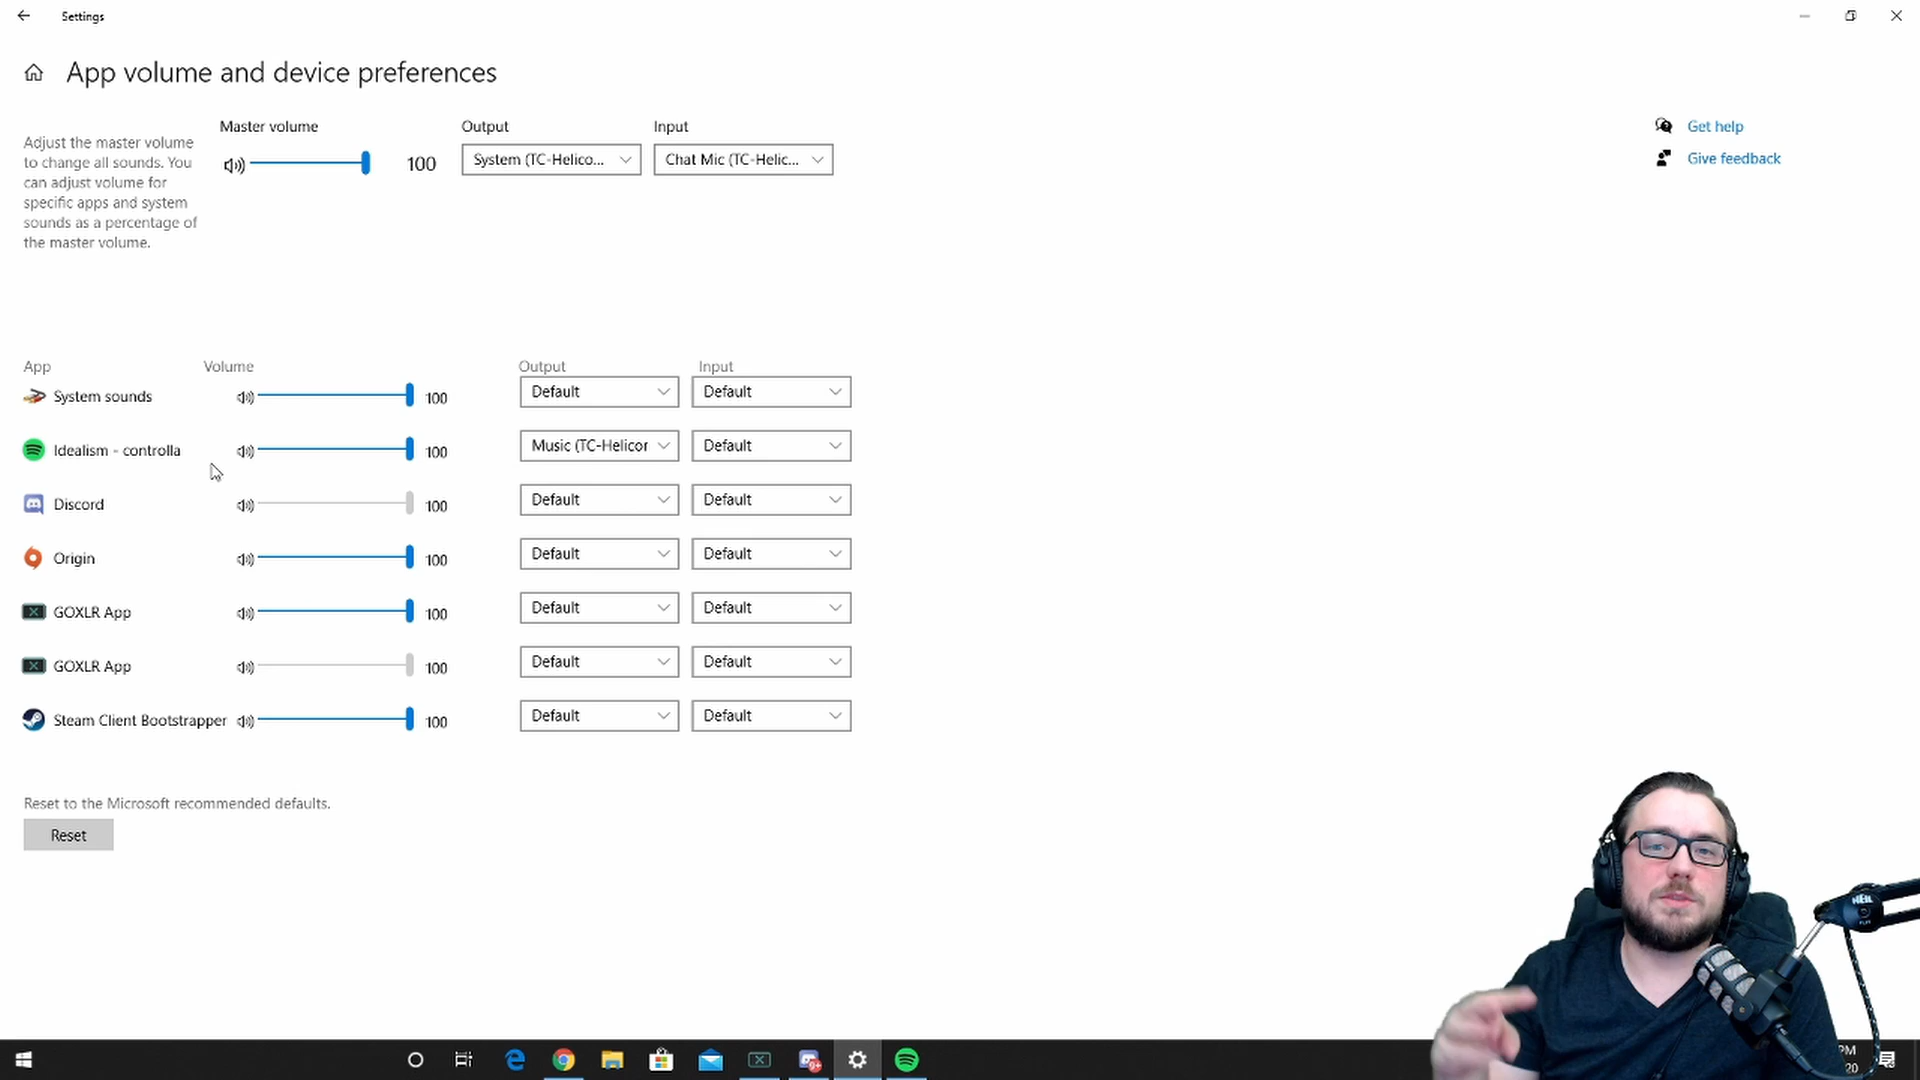 Settings
App volume and device preferences
Adjust the master volume
to change all sounds. You
can adjust volume for
specific apps and system
sounds as a percentage of
the master volume.
Master volume
100
Output
System (TC-Helico...
Input
Chat Mic (TC-Helic...
Get help
Give feedback
App Volume Output Input
System sounds 100 Default Default
Idealism - controlla 100 Music (TC-Helicor Default
Discord 100 Default Default
Origin 100 Default Default
GOXLR App 100 Default Default
GOXLR App 100 Default Default
Steam Client Bootstrapper 100 Default Default
Reset to the Microsoft recommended defaults.
Reset
HEIL
9+
PM
20